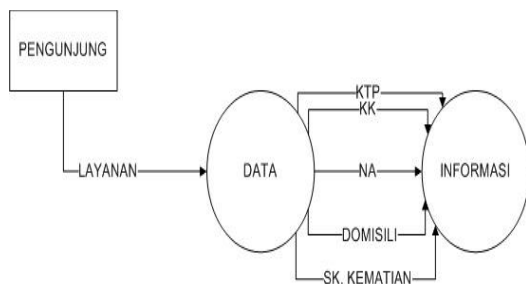 PENGUNJUNG
LAYANAN
DATA
KTP
KK
NA
DOMISILI
SK. KEMATIAN
INFORMASI